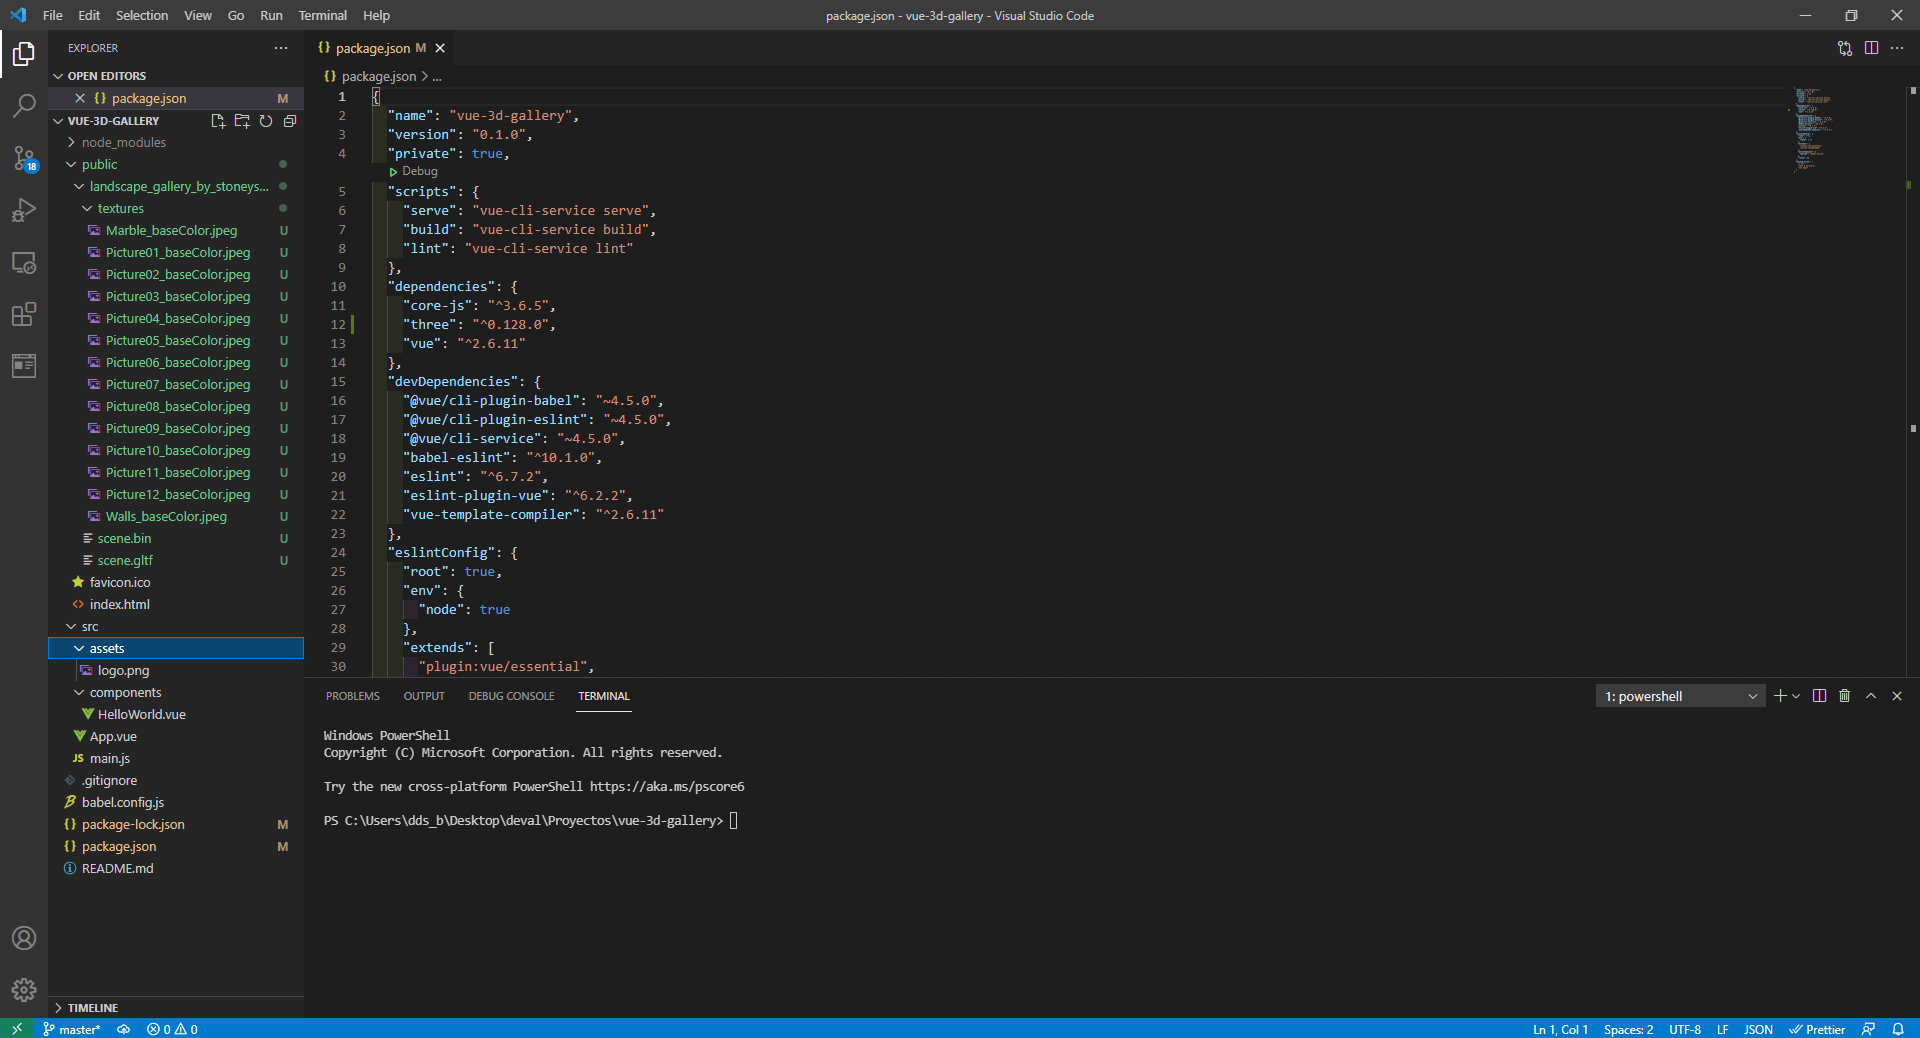 File Edit Selection View Go Run Terminal Help
package.json - vue-3d-gallery - Visual Studio Code
EXPLORER
OPEN EDITORS
package.json M
VUE-3D-GALLERY
node_modules
public
landscape_gallery_by_stoneys...
textures
Marble_baseColor.jpeg U
Picture01_baseColor.jpeg U
Picture02_baseColor.jpeg U
Picture03_baseColor.jpeg U
Picture04_baseColor.jpeg U
Picture05_baseColor.jpeg U
Picture06_baseColor.jpeg U
Picture07_baseColor.jpeg U
Picture08_baseColor.jpeg U
Picture09_baseColor.jpeg U
Picture10_baseColor.jpeg U
Picture11_baseColor.jpeg U
Picture12_baseColor.jpeg U
Walls_baseColor.jpeg U
scene.bin U
scene.gltf U
favicon.ico
index.html
src
assets
logo.png
components
HelloWorld.vue
App.vue
JS main.js
.gitignore
babel.config.js
{} package-lock.json M
{} package.json M
README.md
TIMELINE
18
{} package.json M
{} package.json > ...
1 {
2 "name": "vue-3d-gallery",
3 "version": "0.1.0",
4 "private": true,
Debug
5 "scripts": {
6 "serve": "vue-cli-service serve",
7 "build": "vue-cli-service build",
8 "lint": "vue-cli-service lint"
9 },
10 "dependencies": {
11 "core-js": "^3.6.5",
12 "three": "^0.128.0",
13 "vue": "^2.6.11"
14 },
15 "devDependencies": {
16 "@vue/cli-plugin-babel": "~4.5.0",
17 "@vue/cli-plugin-eslint": "~4.5.0",
18 "@vue/cli-service": "~4.5.0",
19 "babel-eslint": "^10.1.0",
20 "eslint": "^6.7.2",
21 "eslint-plugin-vue": "^6.2.2",
22 "vue-template-compiler": "^2.6.11"
23 },
24 "eslintConfig": {
25 "root": true,
26 "env": {
27 "node": true
28 },
29 "extends": [
30 "plugin:vue/essential",
PROBLEMS OUTPUT DEBUG CONSOLE TERMINAL
1: powershell
Windows PowerShell
Copyright (C) Microsoft Corporation. All rights reserved.
Try the new cross-platform PowerShell https://aka.ms/pscore6
PS C:\Users\dds_b\Desktop\deval\Proyectos\vue-3d-gallery>
master* 0 0
Ln 1, Col 1 Spaces: 2 UTF-8 LF JSON Prettier